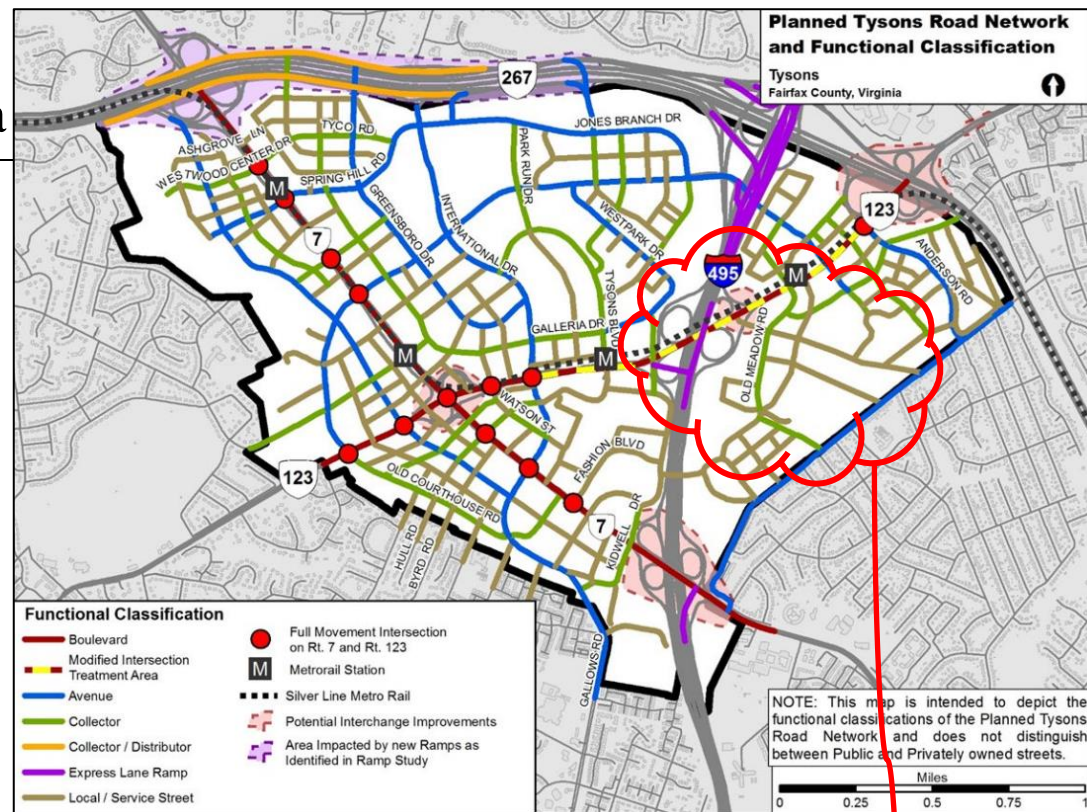 a
Planned Tysons Road Network
and Functional Classification
Tysons
Fairfax County, Virginia
267
ASHGROVE LN
TYCO RD
WESTWOOD CENTER DR
SPRING HILL RD
JONES BRANCH DR
PARK RUN DR
GREENSBORO DR
INTERNATIONAL DR
WESTPARK DR
123
ANDERSON RD
M
7
495
M
TYSONS BLVD
GALLERIA DR
OLD MEADOW RD
M
M
WATSON ST
FASHION BLVD
123
OLD COURTHOUSE RD
7
KIDWELL DR
HULL RD
BYRD RD
GALLOWS RD
Functional Classification
Boulevard
Modified Intersection
Treatment Area
Avenue
Collector
Collector / Distributor
Express Lane Ramp
Local / Service Street
Full Movement Intersection
on Rt. 7 and Rt. 123
M
Metrorail Station
Silver Line Metro Rail
Potential Interchange Improvements
Area Impacted by new Ramps as
Identified in Ramp Study
NOTE: This map is intended to depict the
functional classifications of the Planned Tysons
Road Network and does not distinguish
between Public and Privately owned streets.
Miles
0 0.25 0.5 0.75 1